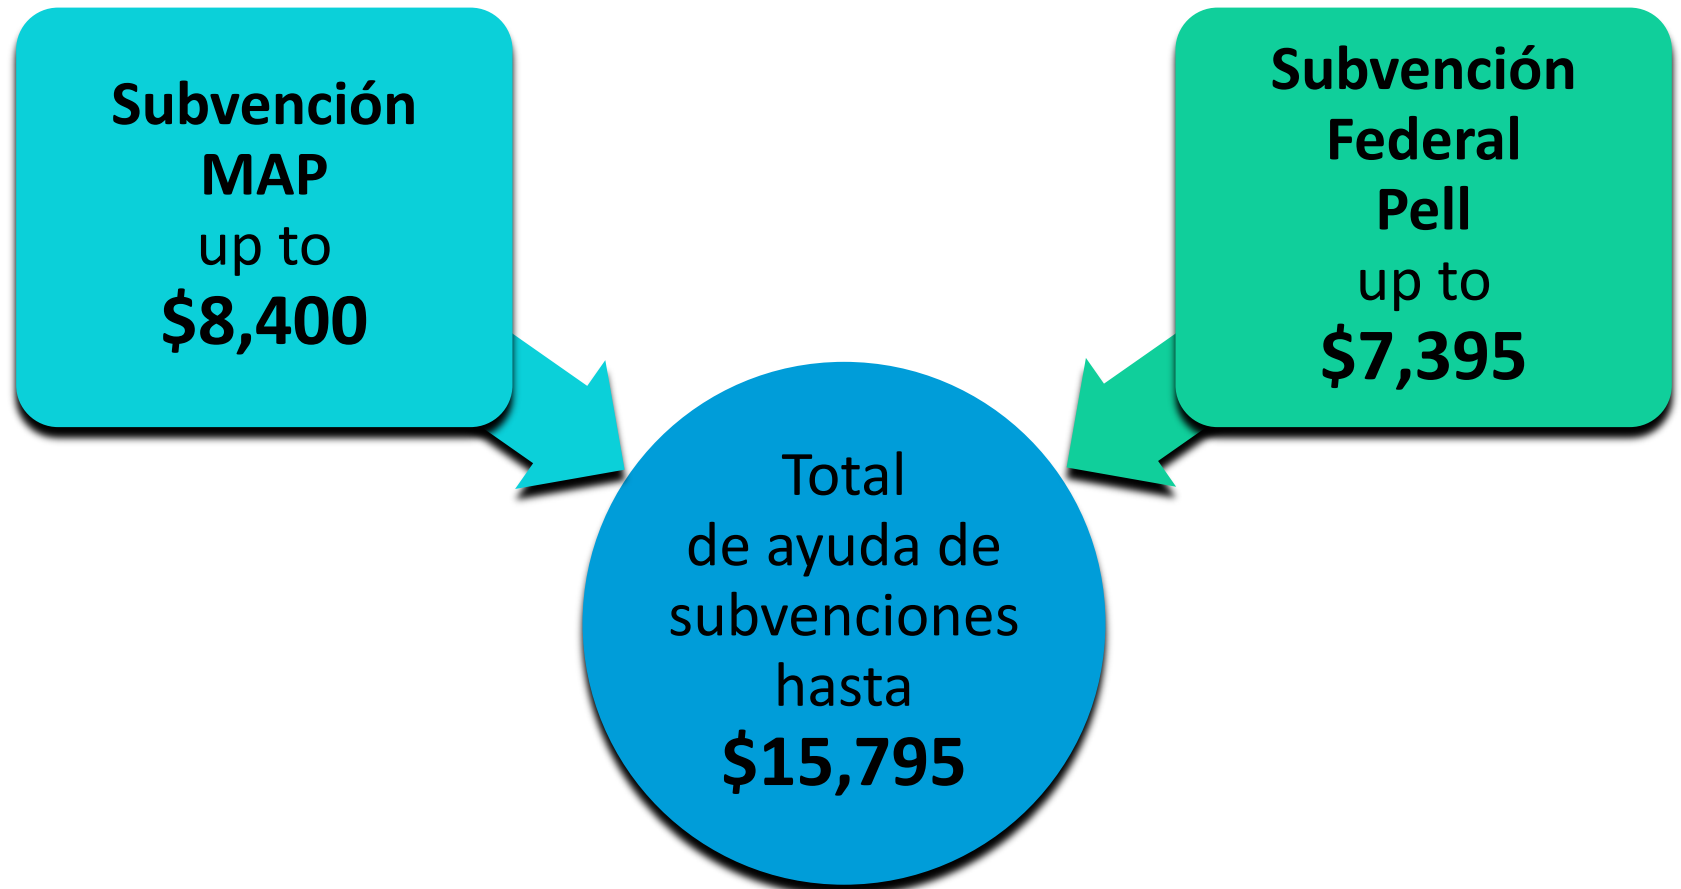 Subvención
MAP
up to
$8,400
Subvención
Federal
Pell
up to
$7,395
Total
de ayuda de
subvenciones
hasta
$15,795